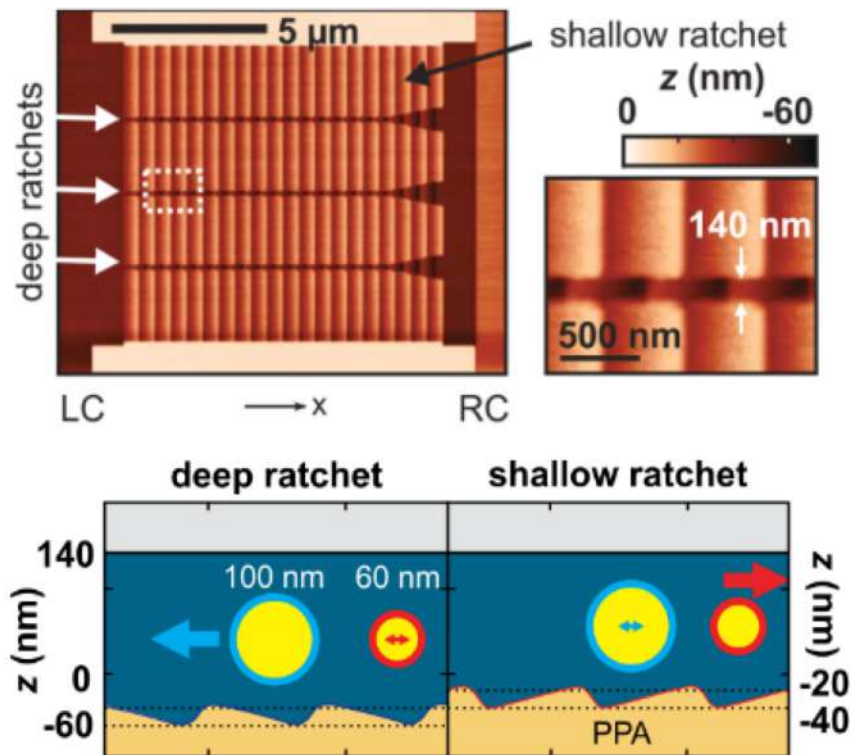 5 μm
shallow ratchet
z (nm)
0 -60
deep ratchets
140 nm
500 nm
LC → x RC
deep ratchet shallow ratchet
140
100 nm 60 nm
z (nm)
z (nm)
0
-20
-60
-40
PPA